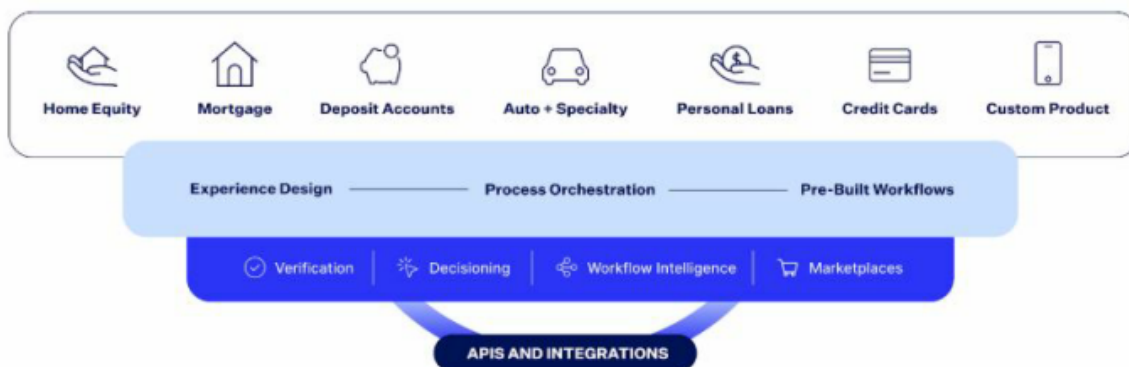 Home Equity Mortgage Deposit Accounts Auto + Specialty Personal Loans Credit Cards Custom Product
Experience Design Process Orchestration Pre-Built Workflows
Verification Decisioning Workflow Intelligence Marketplaces
APIS AND INTEGRATIONS